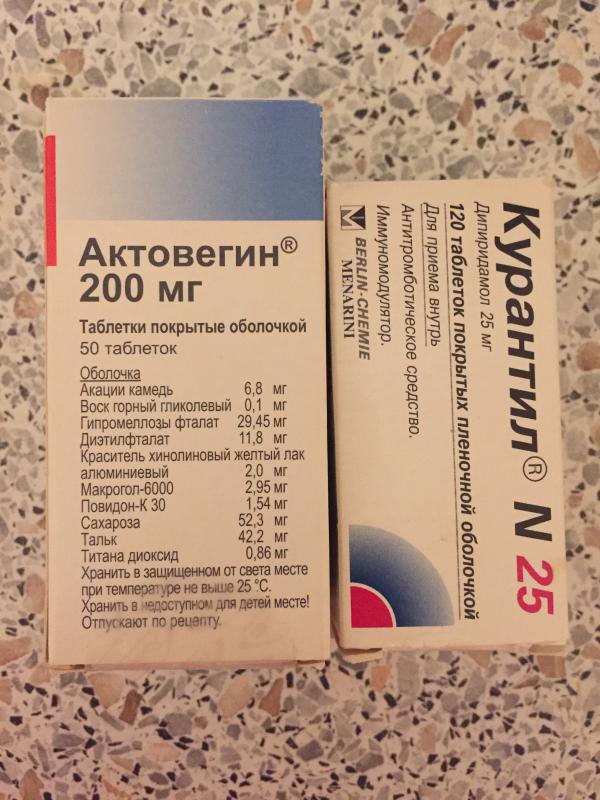 Актовегин®
200 мг
Таблетки покрытые оболочкой
50 таблеток
Оболочка
Акации камедь 6,8 мг
Воск горный гликолевый 0,1 мг
Гипромеллозы фталат 29,45 мг
Диэтилфталат 11,8 мг
Краситель хинолиновый желтый лак
алюминиевый 2,0 мг
Макрогол-6000 2,95 мг
Повидон-К 30 1,54 мг
Сахароза 52,3 мг
Тальк 42,2 мг
Титана диоксид 0,86 мг
Хранить в защищенном от света месте
при температуре не выше 25 °C.
Хранить в недоступном для детей месте!
Отпускают по рецепту.
Курантил® N 25
Дипиридамол 25 мг
120 таблеток покрытых пленочной оболочкой
Для приема внутрь
Антитромботическое средство.
Иммуномодулятор.
BERLIN-CHEMIE
MENARINI